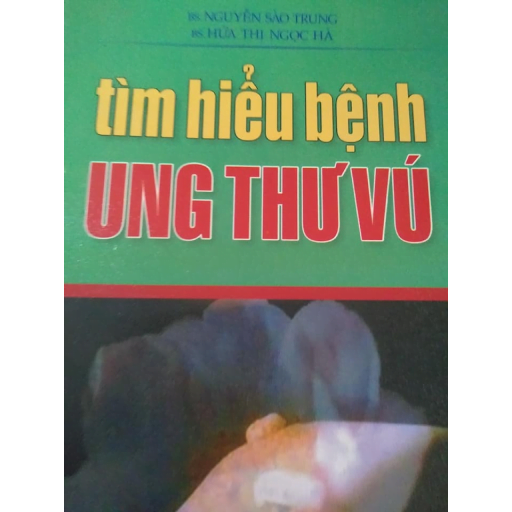 BS. NGUYỄN SÀO TRUNG
BS. HỨA THỊ NGỌC HÀ
tìm hiểu bệnh
UNG THƯ VÚ